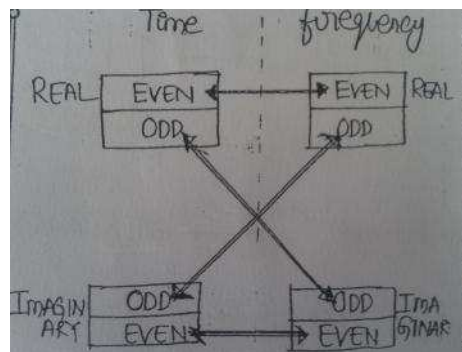 Time frequency
REAL EVEN EVEN REAL
ODD ODD
IMAGIN ODD ODD IMA
ARY EVEN EVEN GINAR